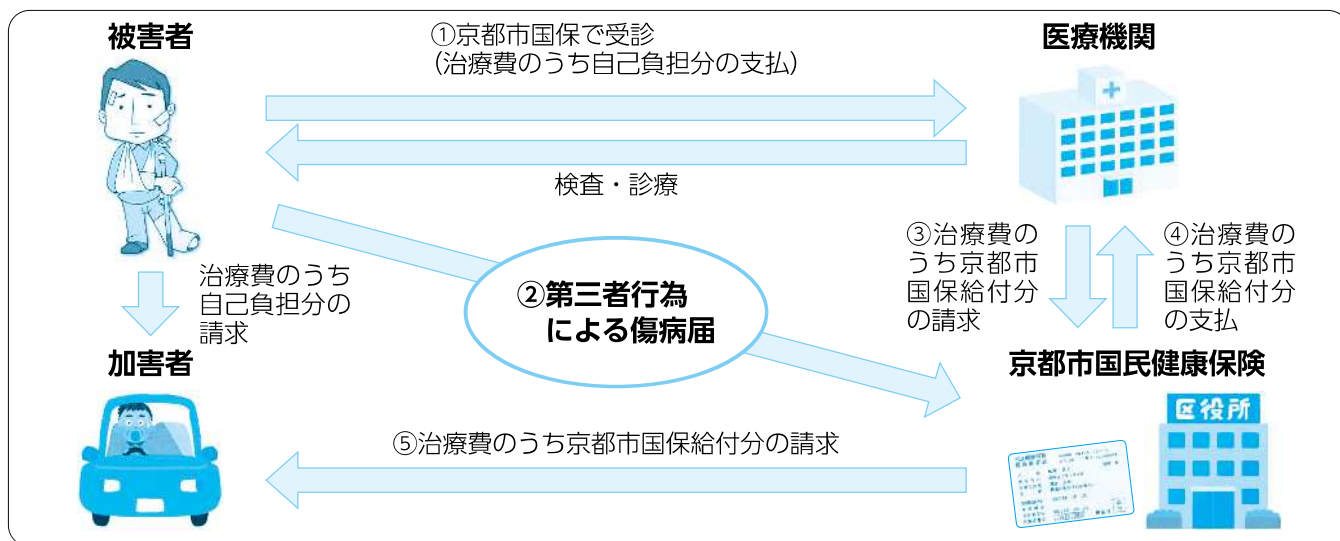 被害者
①京都市国保で受診
（治療費のうち自己負担分の支払）
医療機関
検査・診療
治療費のうち
自己負担分の
請求
②第三者行為
による傷病届
③治療費の
うち京都市
国保給付分
の請求
④治療費の
うち京都市
国保給付分
の支払
加害者
京都市国民健康保険
区役所
⑤治療費のうち京都市国保給付分の請求